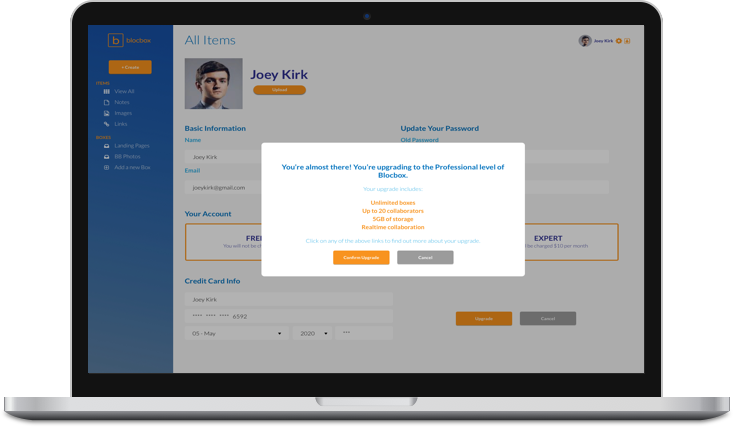 b blocbox
All Items
Joey Kirk
+Create
ITEMS
View All
Notes
Images
Links
BOXES
Landing Pages
BB Photos
Add a new Box
Joey Kirk
Upload
Basic Information
Name
Joey Kirk
Email
joeykirk@gmail.com
Update Your Password
Old Password
You're almost there! You're upgrading to the Professional level of
Blocbox.
Your upgrade includes:
Unlimited boxes
Up to 20 collaborators
5GB of storage
Realtime collaboration
Click on any of the above links to find out more about your upgrade.
Confirm Upgrade
Cancel
Your Account
FRE
You will not be ch
EXPERT
be charged $10 per month
Credit Card Info
Joey Kirk
**** **** **** 6592
05 - May
2020
***
Upgrade
Cancel